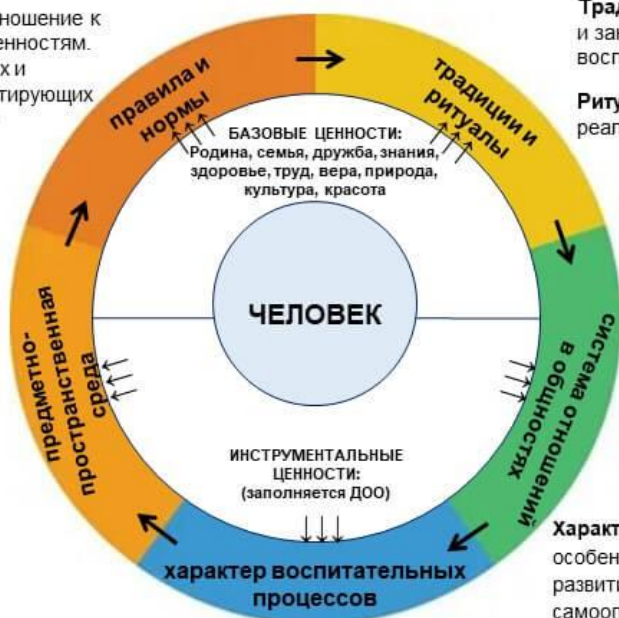 ношение к
енностям.
х и
тирующих
Трад
и зак
восп
Риту
реал
правила и
нормы
традиции и
ритуалы
БАЗОВЫЕ ЦЕННОСТИ:
Родина, семья, дружба, знания,
здоровье, труд, вера, природа,
культура, красота
ЧЕЛОВЕК
предметно-
пространственная
среда
система отношений
в общностях
ИНСТРУМЕНТАЛЬНЫЕ
ЦЕННОСТИ:
(заполняется ДОО)
характер воспитательных
процессов
Характ
особен
развити
самооп